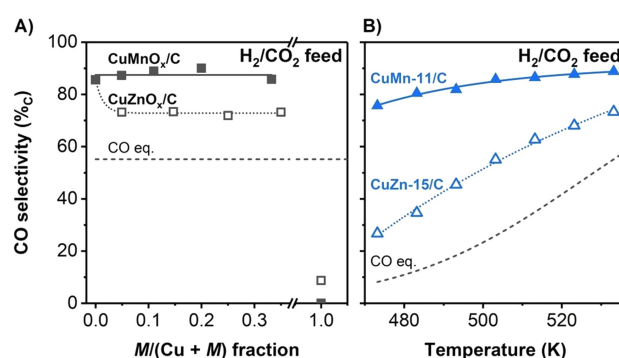 A)
B)
100
80
60
40
20
0
CO selectivity (%C)
CuMnOx/C
H2/CO2 feed
CuZnOx/C
CO eq.
0.0 0.1 0.2 0.3 1.0
M/(Cu + M) fraction
H2/CO2 feed
CuMn-11/C
CuZn-15/C
CO eq.
480 500 520
Temperature (K)